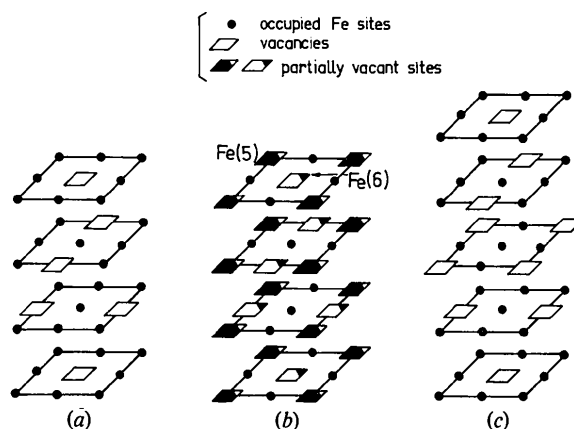 occupied Fe sites
vacancies
partially vacant sites
Fe(5)
Fe(6)
(a)
(b)
(c)